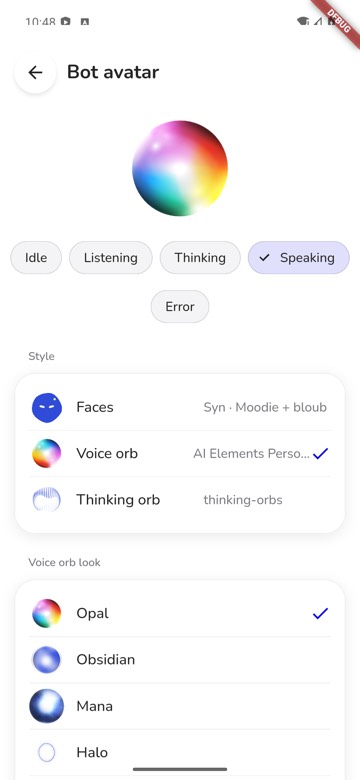 10:48
DEBUG
Bot avatar
Idle
Listening
Thinking
Speaking
Error
Style
Faces Syn · Moodie + bloub
Voice orb AI Elements Perso...
Thinking orb thinking-orbs
Voice orb look
Opal
Obsidian
Mana
Halo